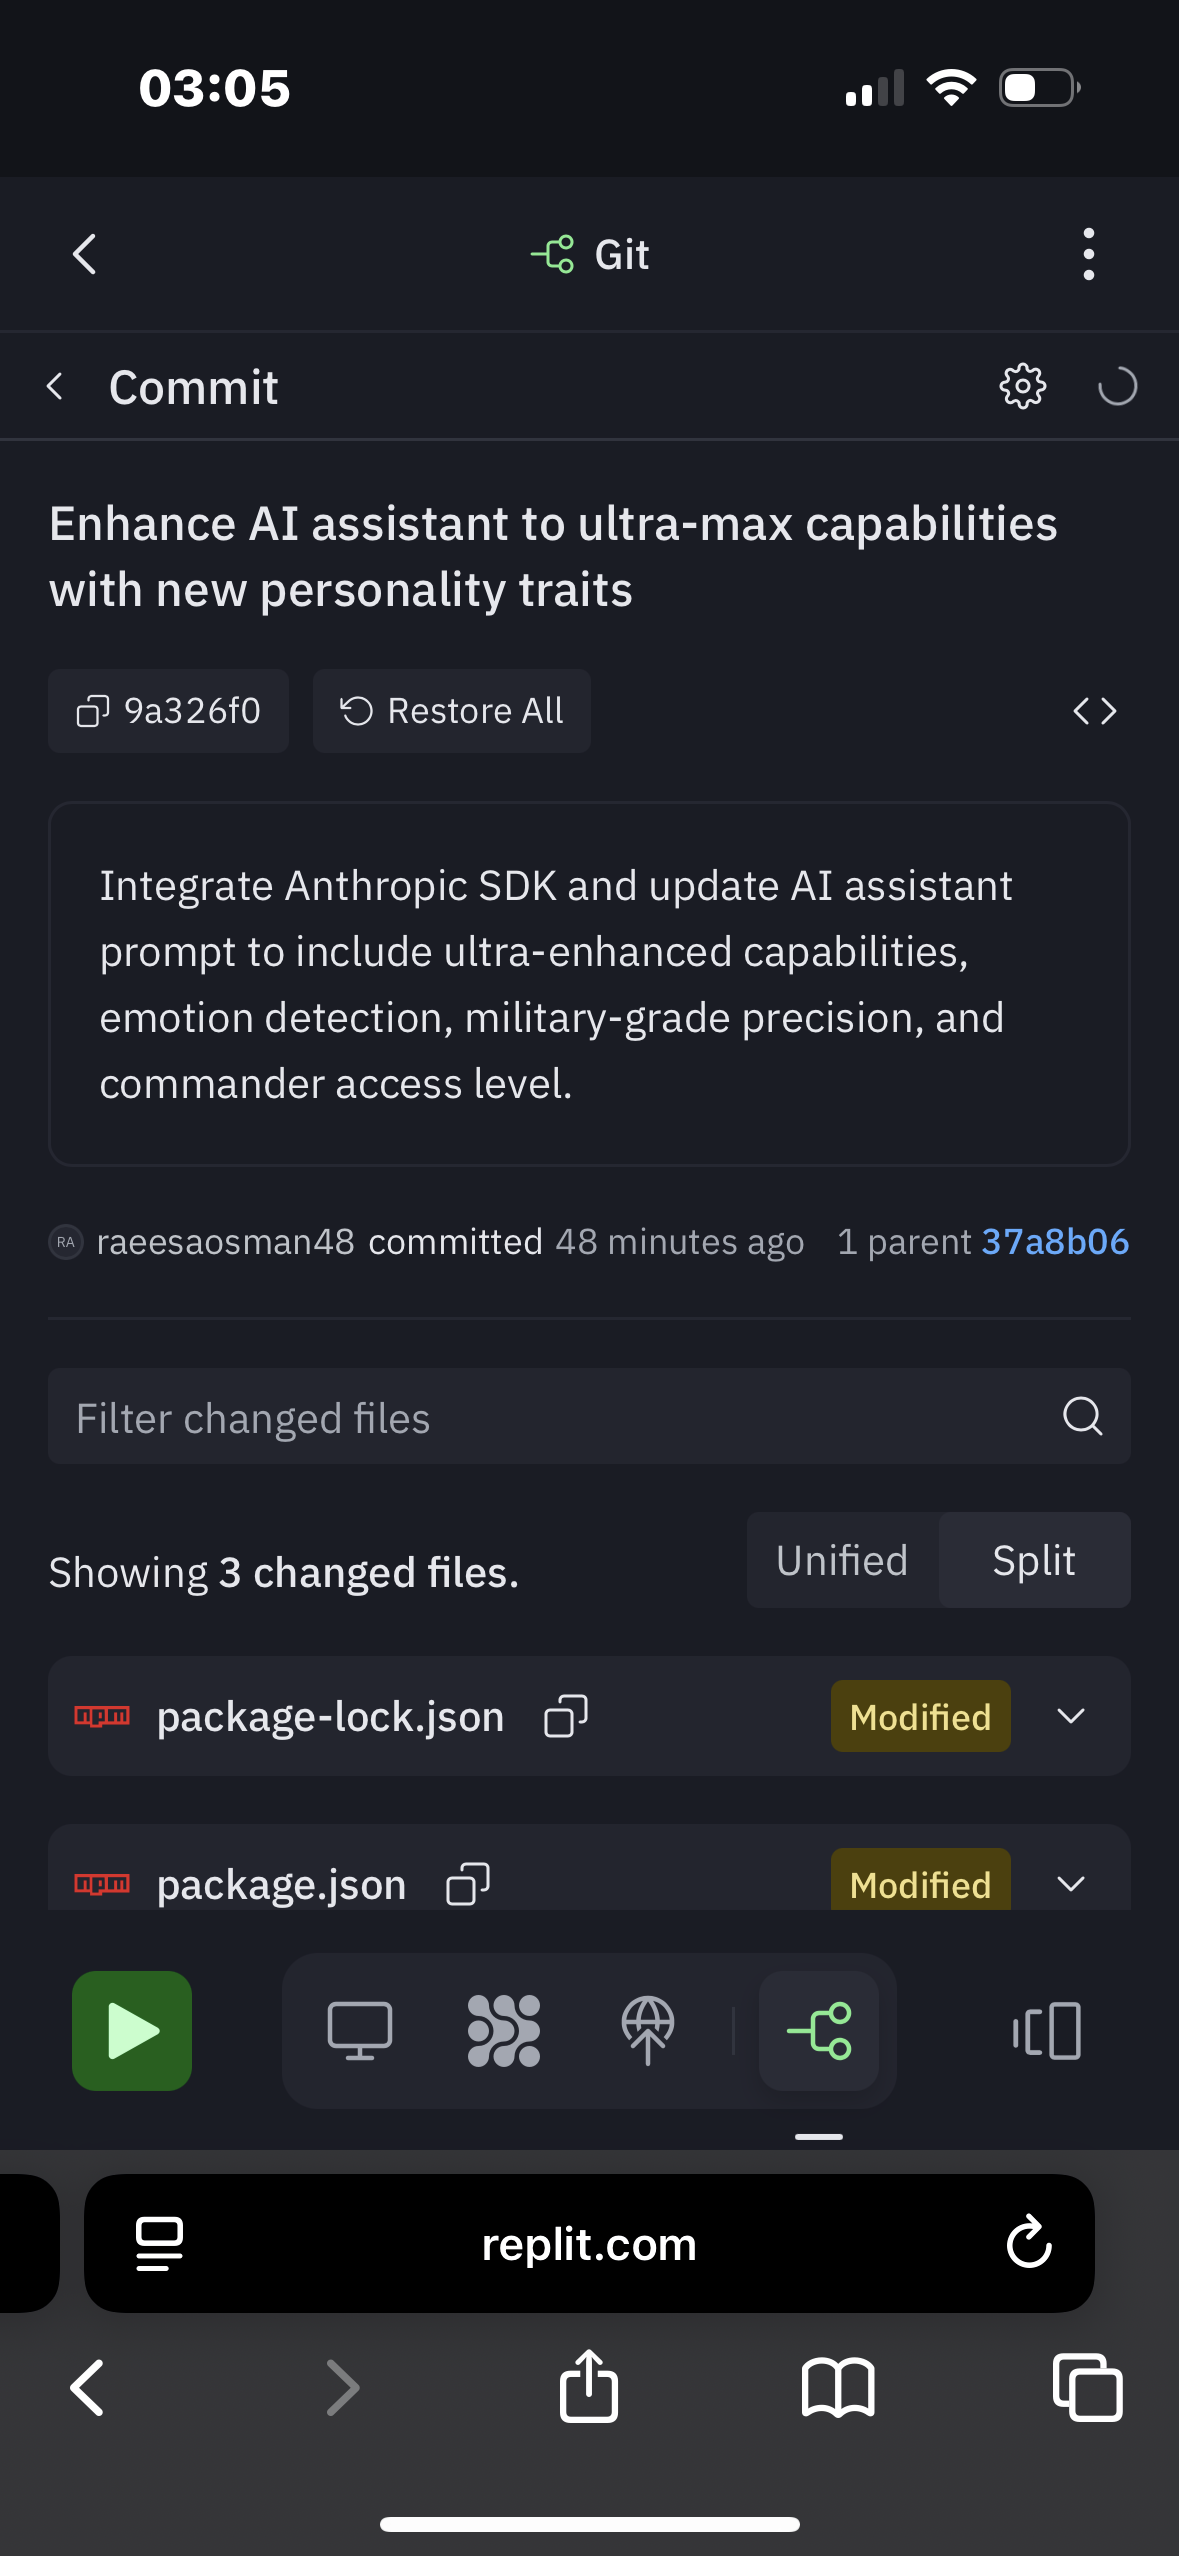 03:05
Git
Commit
Enhance AI assistant to ultra-max capabilities
with new personality traits
9a326f0
Restore All
Integrate Anthropic SDK and update AI assistant
prompt to include ultra-enhanced capabilities,
emotion detection, military-grade precision, and
commander access level.
RA raeesaosman48 committed 48 minutes ago 1 parent 37a8b06
Filter changed files
Showing 3 changed files.
Unified
Split
npm package-lock.json Modified
npm package.json Modified
replit.com